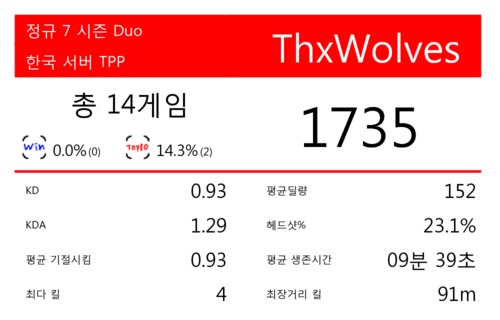 정규 7 시즌 Duo
한국 서버 TPP
ThxWolves
총 14게임
1735
Win 0.0% (0)
TOP10 14.3% (2)
KD 0.93
평균딜량 152
KDA 1.29
헤드샷% 23.1%
평균 기절시킴 0.93
평균 생존시간 09분 39초
최다 킬 4
최장거리 킬 91m